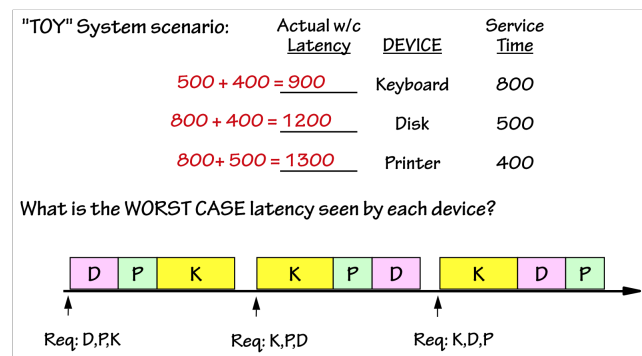 "TOY" System scenario: Actual w/c Latency DEVICE Service Time
500 + 400 = 900 Keyboard 800
800 + 400 = 1200 Disk 500
800+ 500 = 1300 Printer 400
What is the WORST CASE latency seen by each device?
D P K K P D K D P
Req: D,P,K Req: K,P,D Req: K,D,P